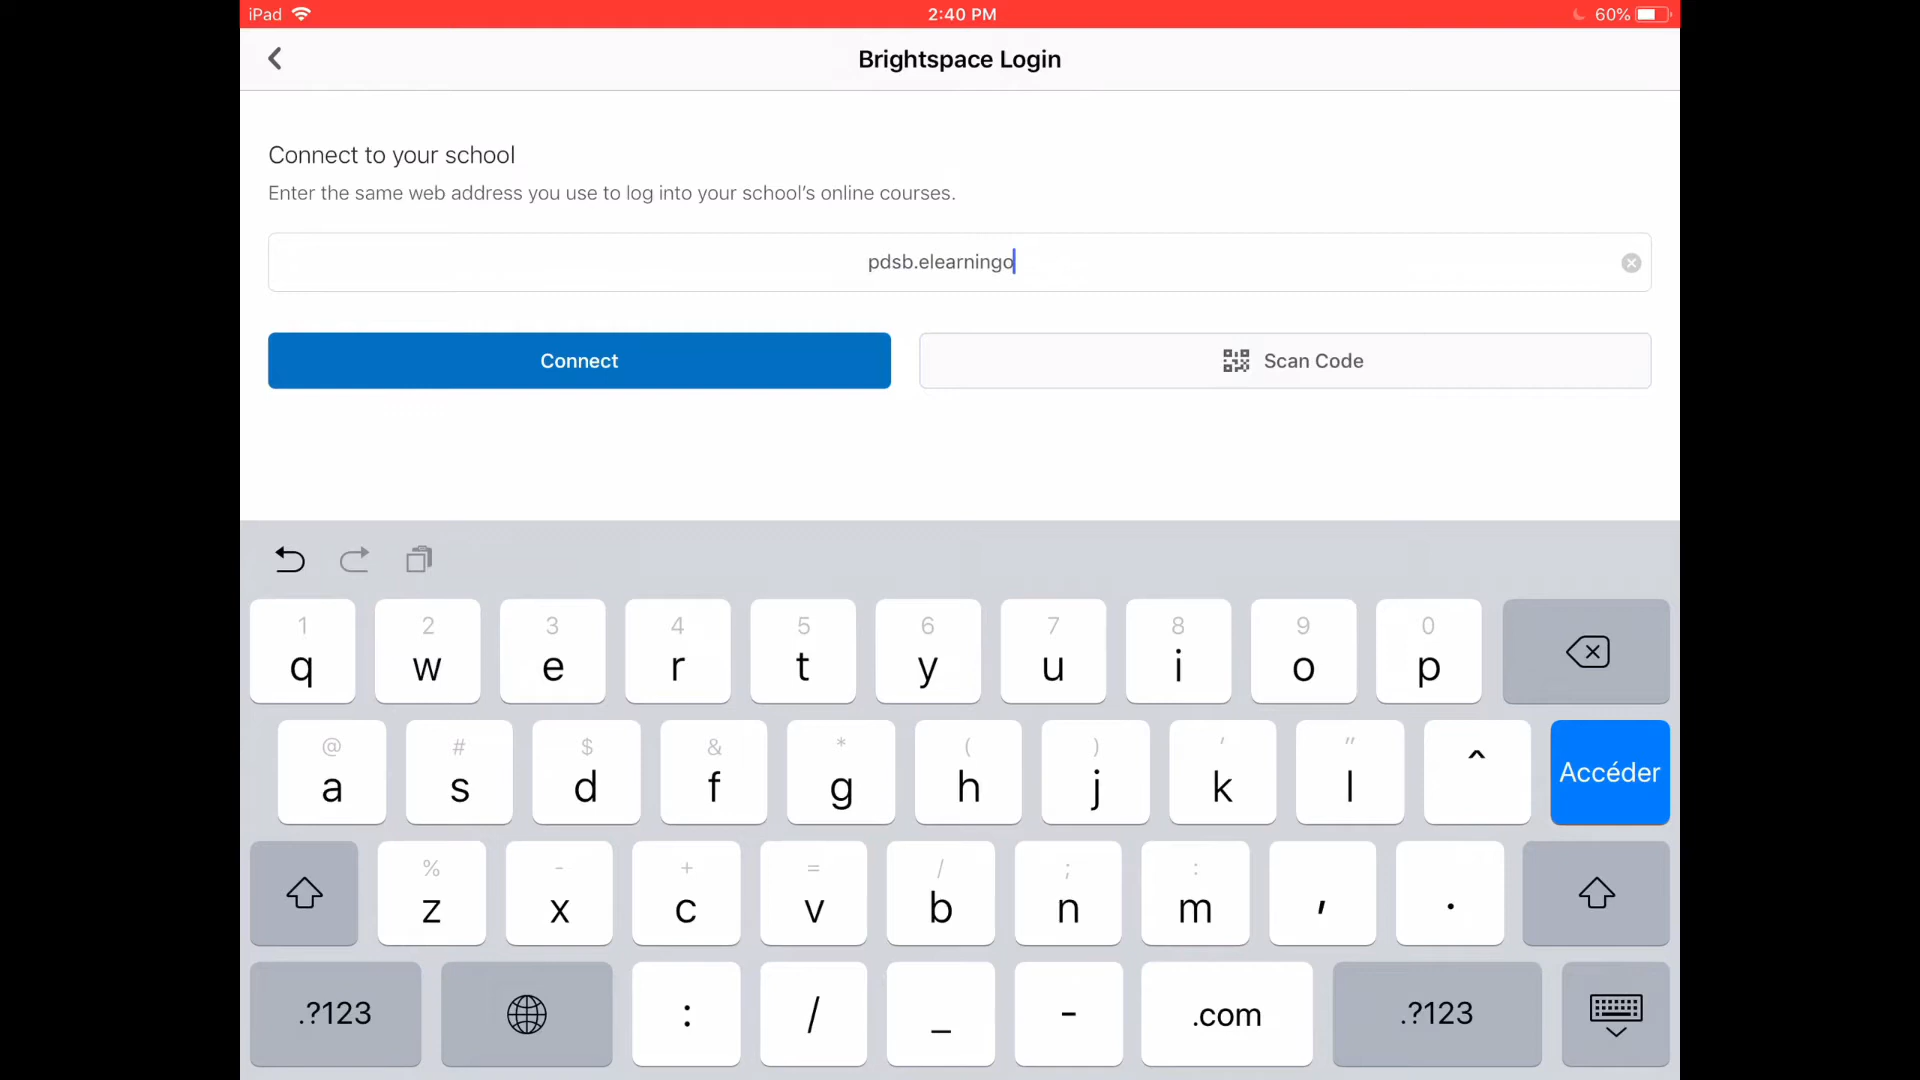 iPad 2:40 PM 60%
Brightspace Login
Connect to your school
Enter the same web address you use to log into your school’s online courses.
pdsb.elearningo
Connect Scan Code
1 2 3 4 5 6 7 8 9 0
q w e r t y u i o p
@ # $ & * ( ) ' "
a s d f g h j k l ^ Accéder
% - + = / ; :
z x c v b n m , .
.?123 : / _ - .com .?123